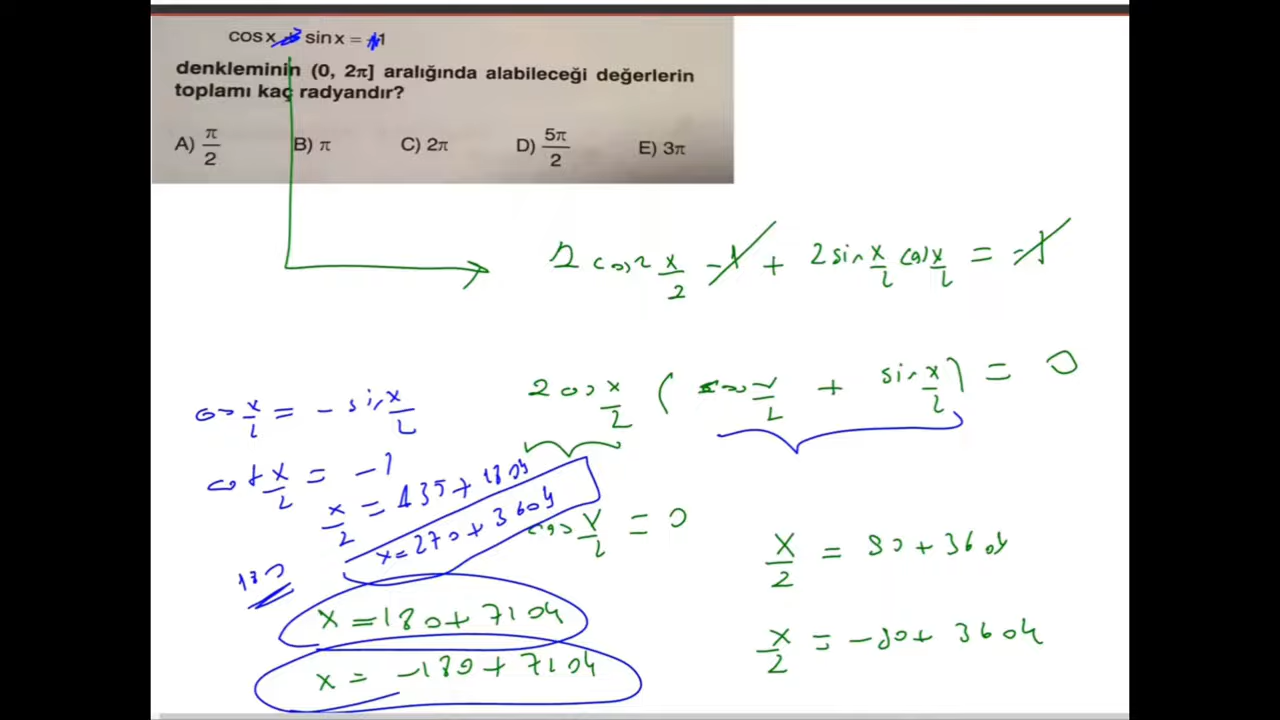 cosx + sinx = -1
denkleminin (0, 2π] aralığında alabileceği değerlerin
toplamı kaç radyandır?
A) π/2 B) π C) 2π D) 5π/2 E) 3π
2 cos² x/2 - 1 + 2 sin x/2 cos x/2 = -1
2 cos x/2 ( cos x/2 + sin x/2 ) = 0
cos x/2 = - sin x/2
cot x/2 = -1
x/2 = 135 + 180k
x = 270 + 360k
cos x/2 = 0
x/2 = 90 + 360k
180
x = 180 + 720k
x/2 = -90 + 360k
x = -180 + 720k